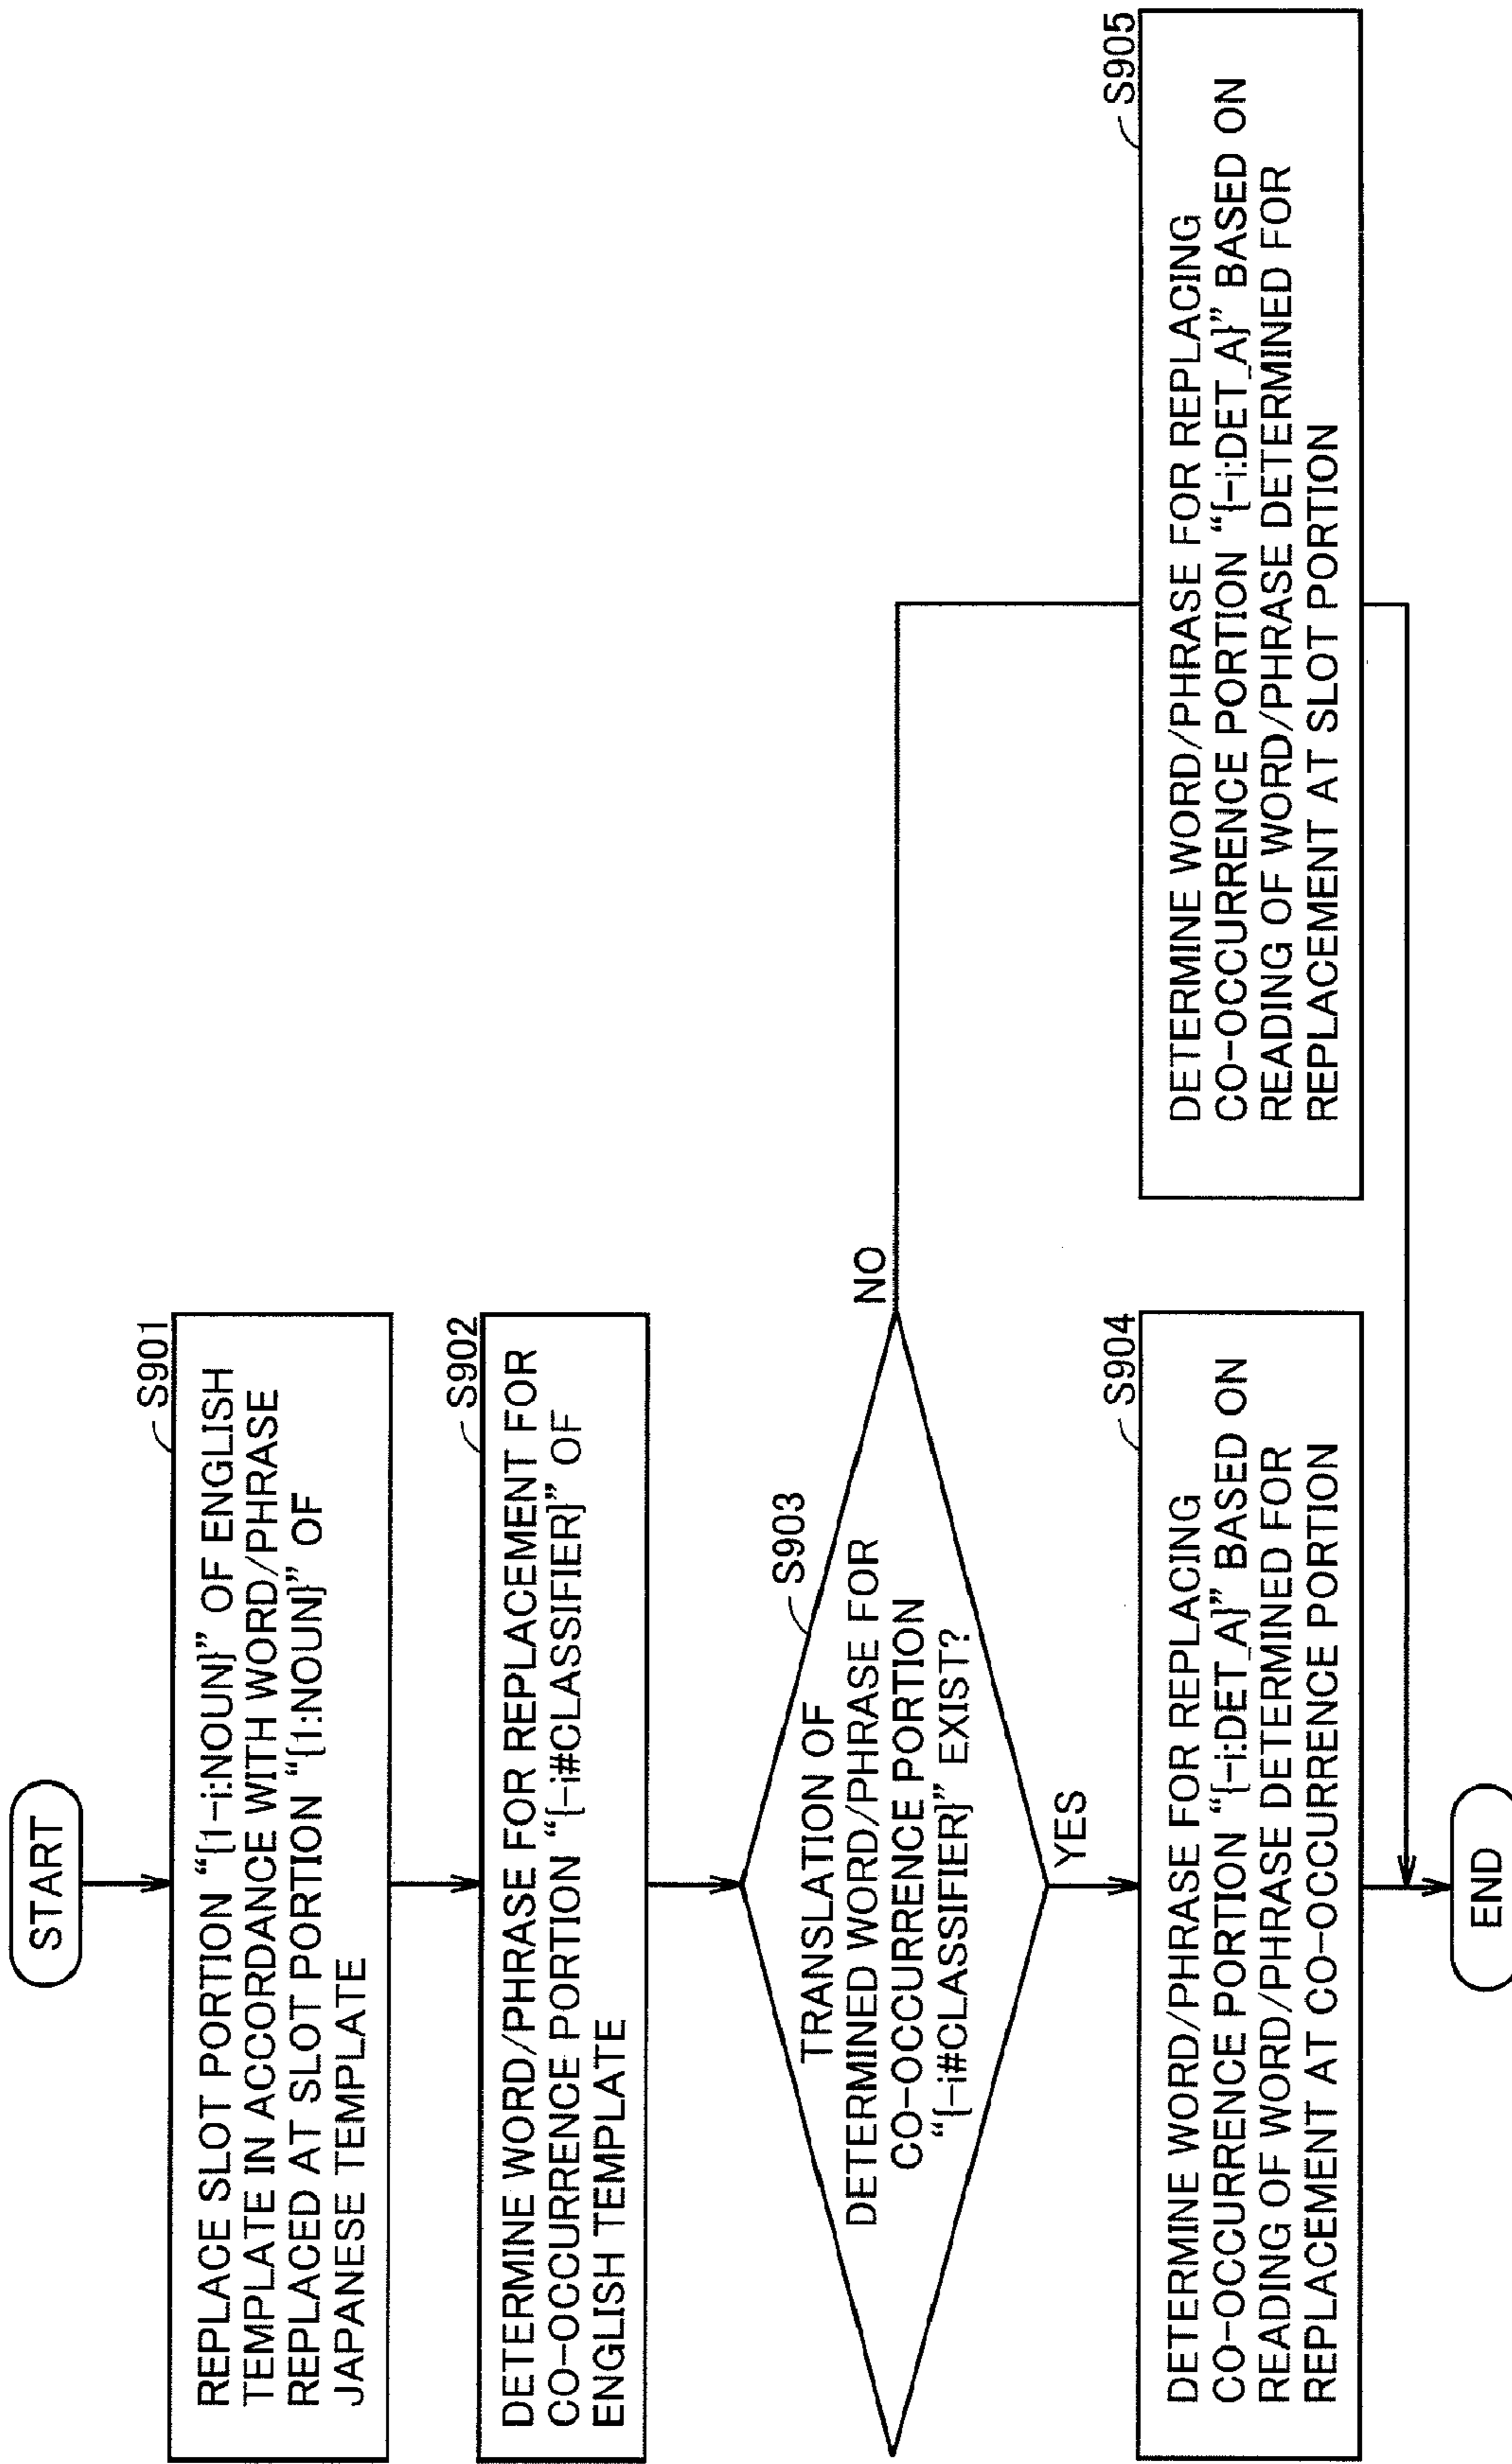 START
S901
REPLACE SLOT PORTION “{1-i:NOUN}” OF ENGLISH
TEMPLATE IN ACCORDANCE WITH WORD/PHRASE
REPLACED AT SLOT PORTION “{1:NOUN}” OF
JAPANESE TEMPLATE
S902
DETERMINE WORD/PHRASE FOR REPLACEMENT FOR
CO-OCCURRENCE PORTION “{-i#CLASSIFIER}” OF
ENGLISH TEMPLATE
S903
TRANSLATION OF
DETERMINED WORD/PHRASE FOR
CO-OCCURRENCE PORTION
“{-i#CLASSIFIER}” EXIST?
NO
YES
S904
DETERMINE WORD/PHRASE FOR REPLACING
CO-OCCURRENCE PORTION “{-i:DET_A}” BASED ON
READING OF WORD/PHRASE DETERMINED FOR
REPLACEMENT AT CO-OCCURRENCE PORTION
S905
DETERMINE WORD/PHRASE FOR REPLACING
CO-OCCURRENCE PORTION “{-i:DET_A}” BASED ON
READING OF WORD/PHRASE DETERMINED FOR
REPLACEMENT AT SLOT PORTION
END